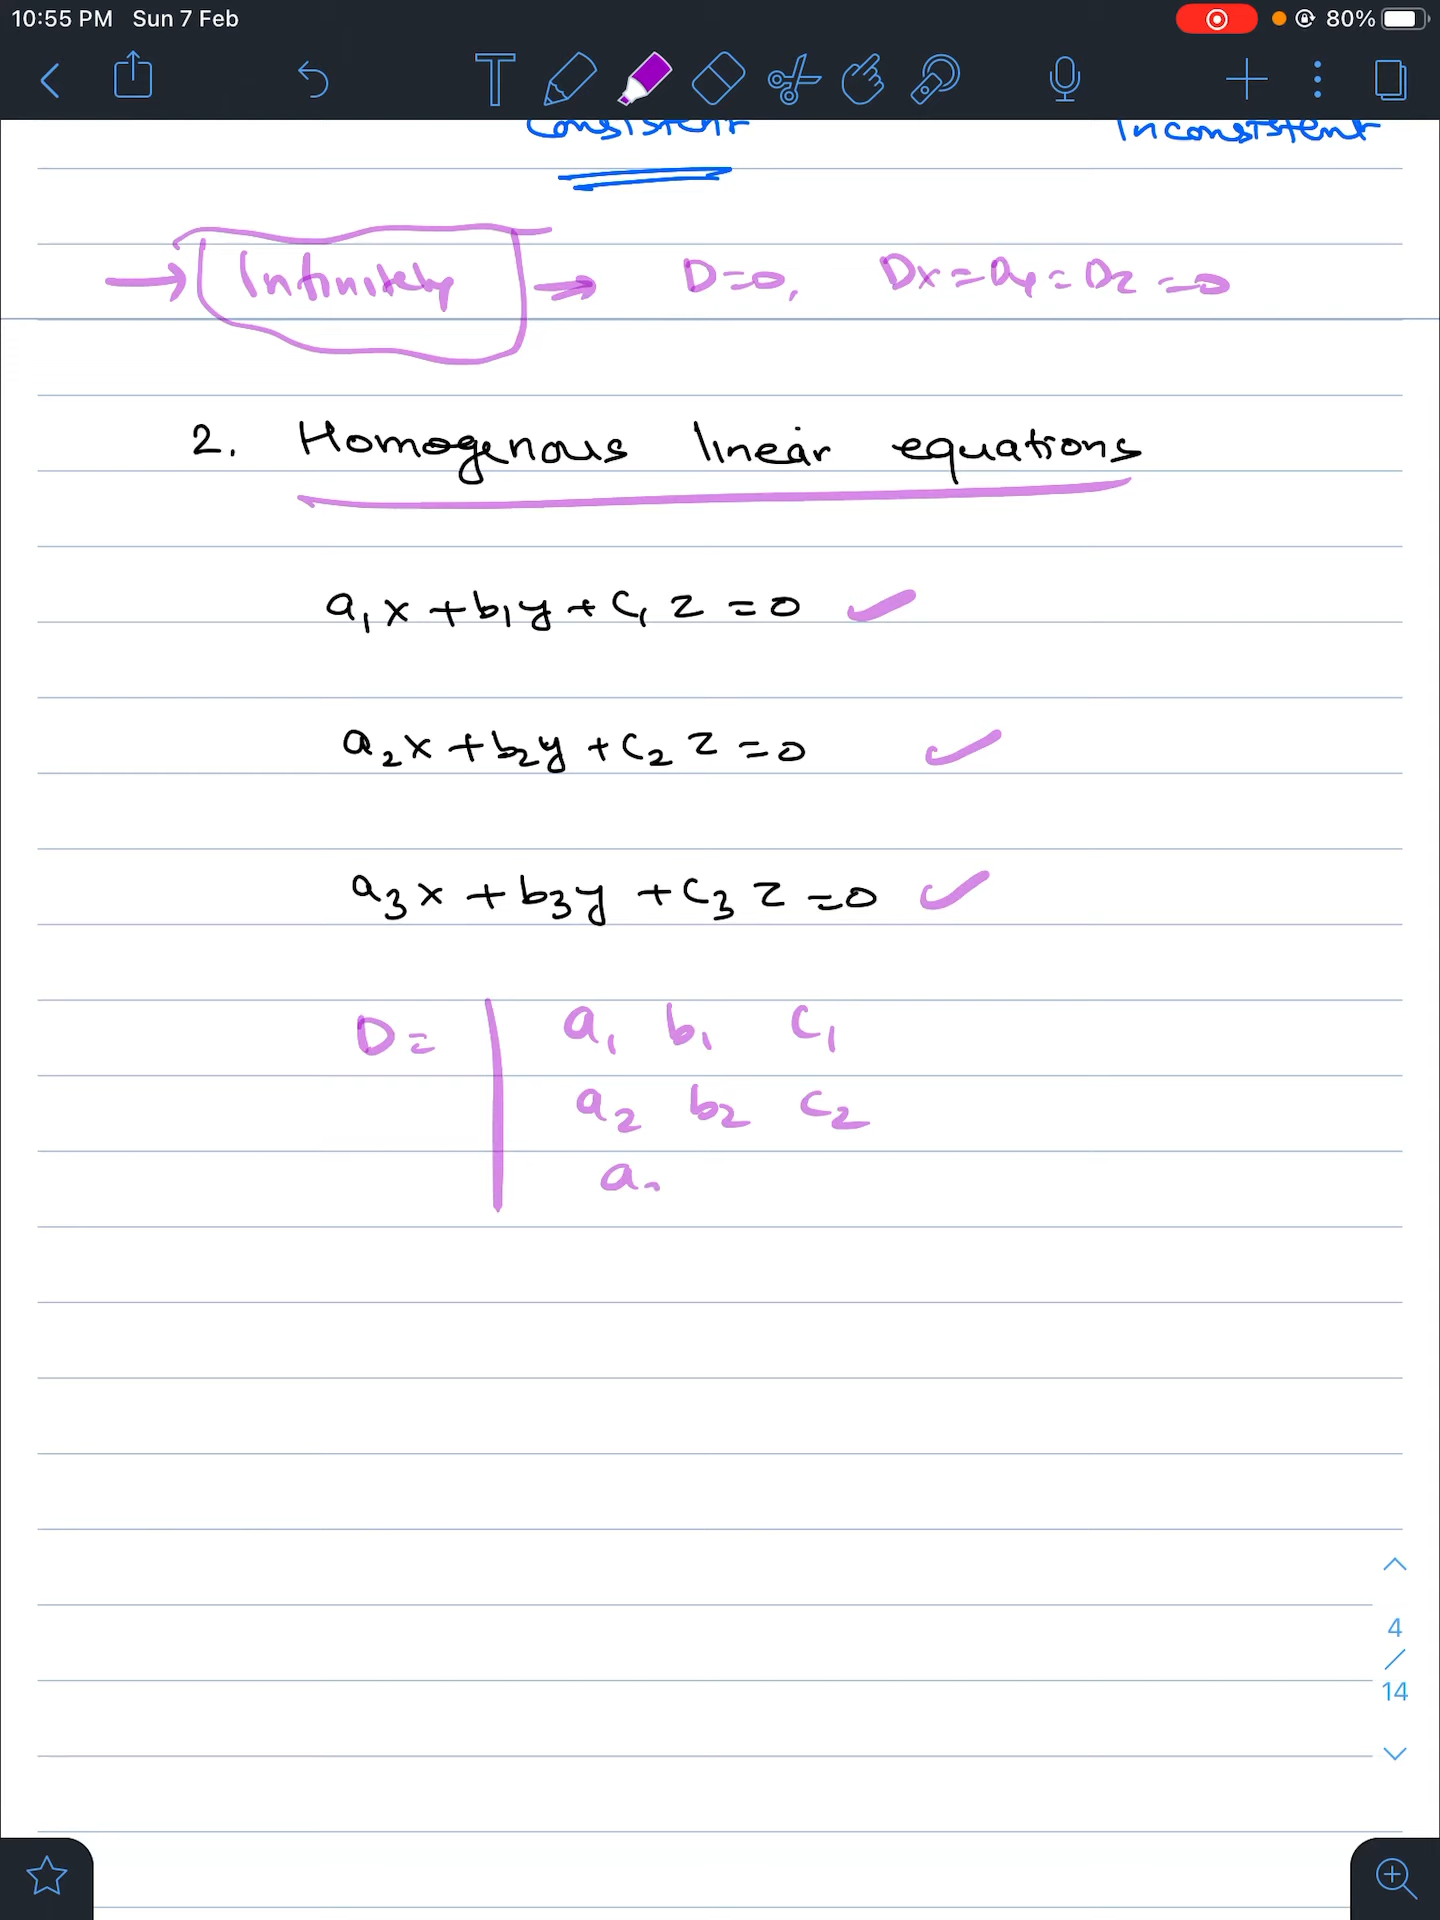 10:55 PM Sun 7 Feb 80%
T
Consistent Inconsistent
→ Infinitely → D=0, Dx=Dy=Dz=0
2. Homogenous linear equations
a₁x+b₁y+c₁z=0
a₂x+b₂y+c₂z=0
a₃x+b₃y+c₃z=0
D= | a₁ b₁ c₁
a₂ b₂ c₂
a
4
/
14